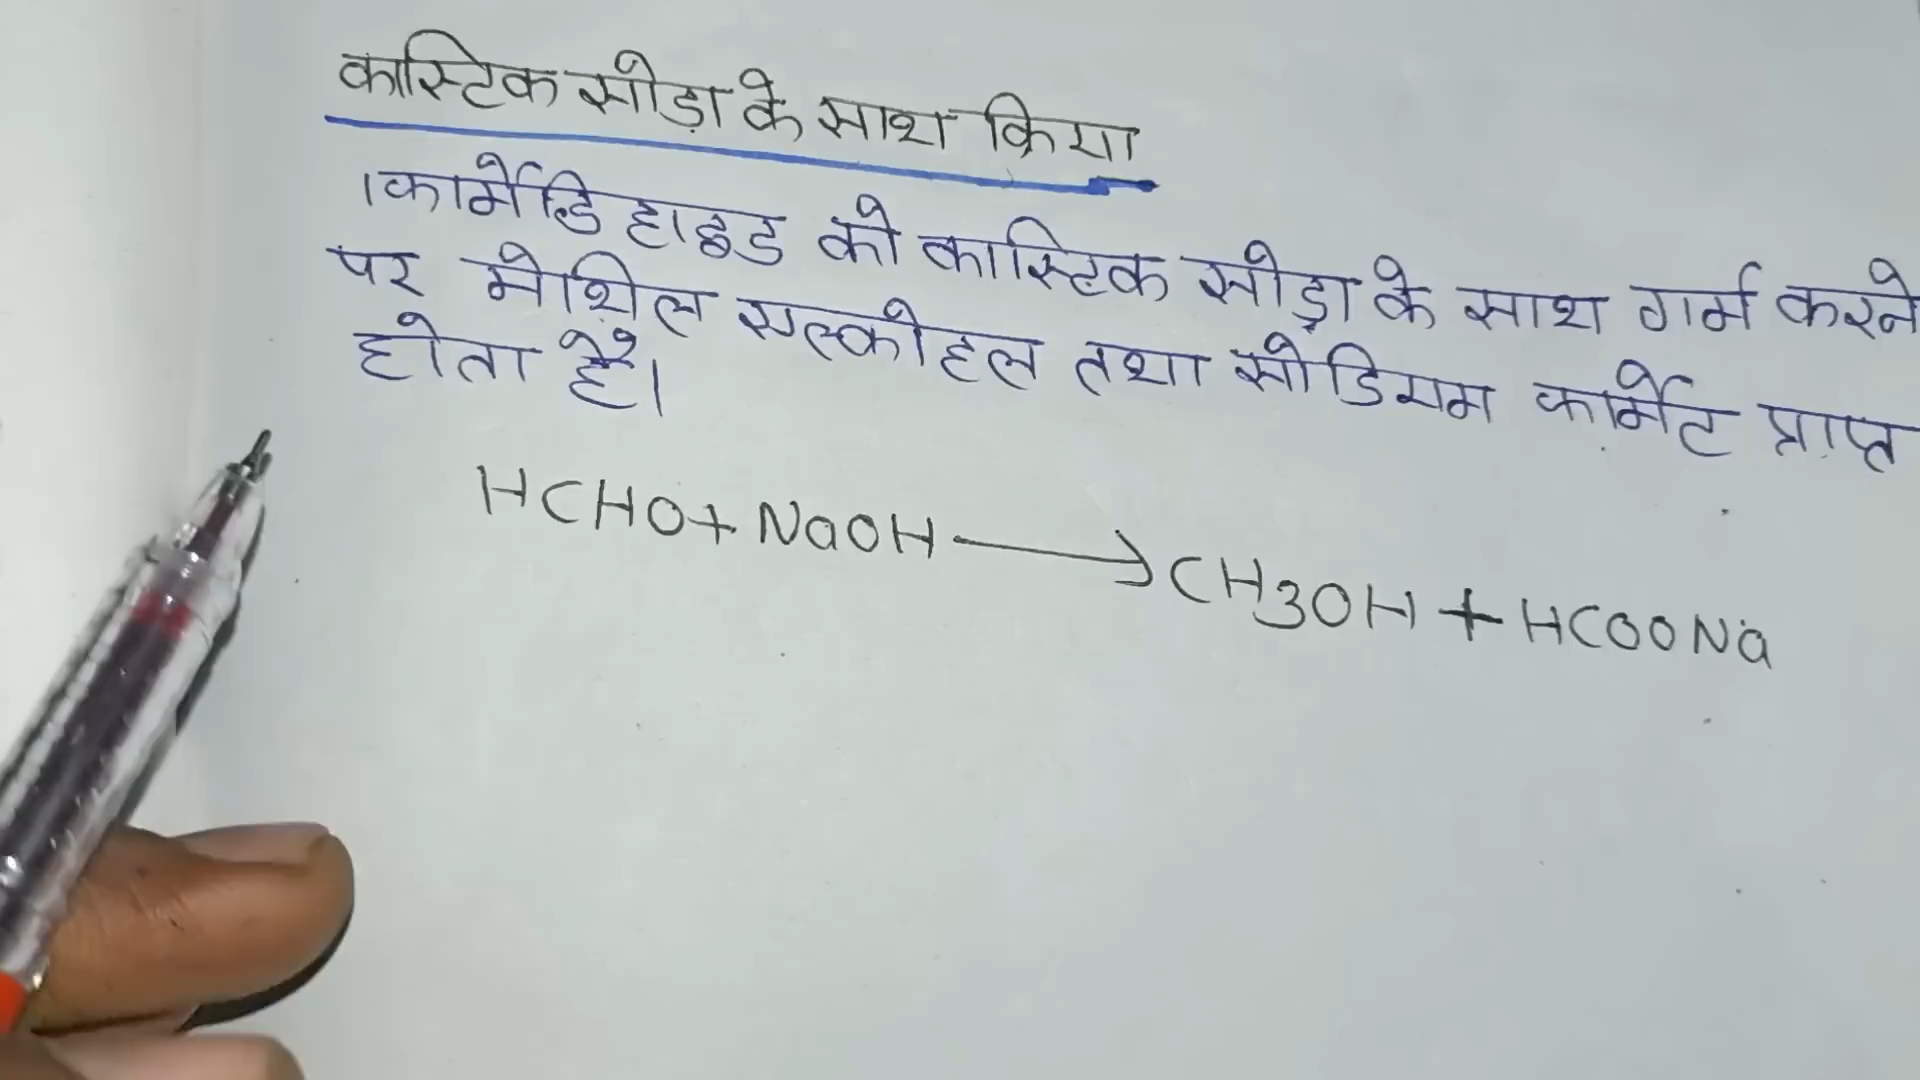 कास्टिक सोड़ा के साथ क्रिया
।कार्मेल्डिहाइड को कास्टिक सोड़ा के साथ गर्म करने
पर मेथिल एल्कोहल तथा सोडियम कार्मेट प्राप्त
होता हैं।
HCHO + NaOH ⟶ CH3OH + HCOONa